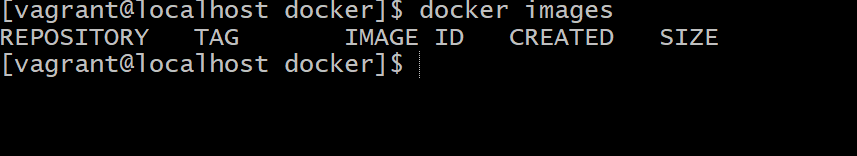 [vagrant@localhost docker]$ docker images
REPOSITORY   TAG       IMAGE ID   CREATED   SIZE
[vagrant@localhost docker]$